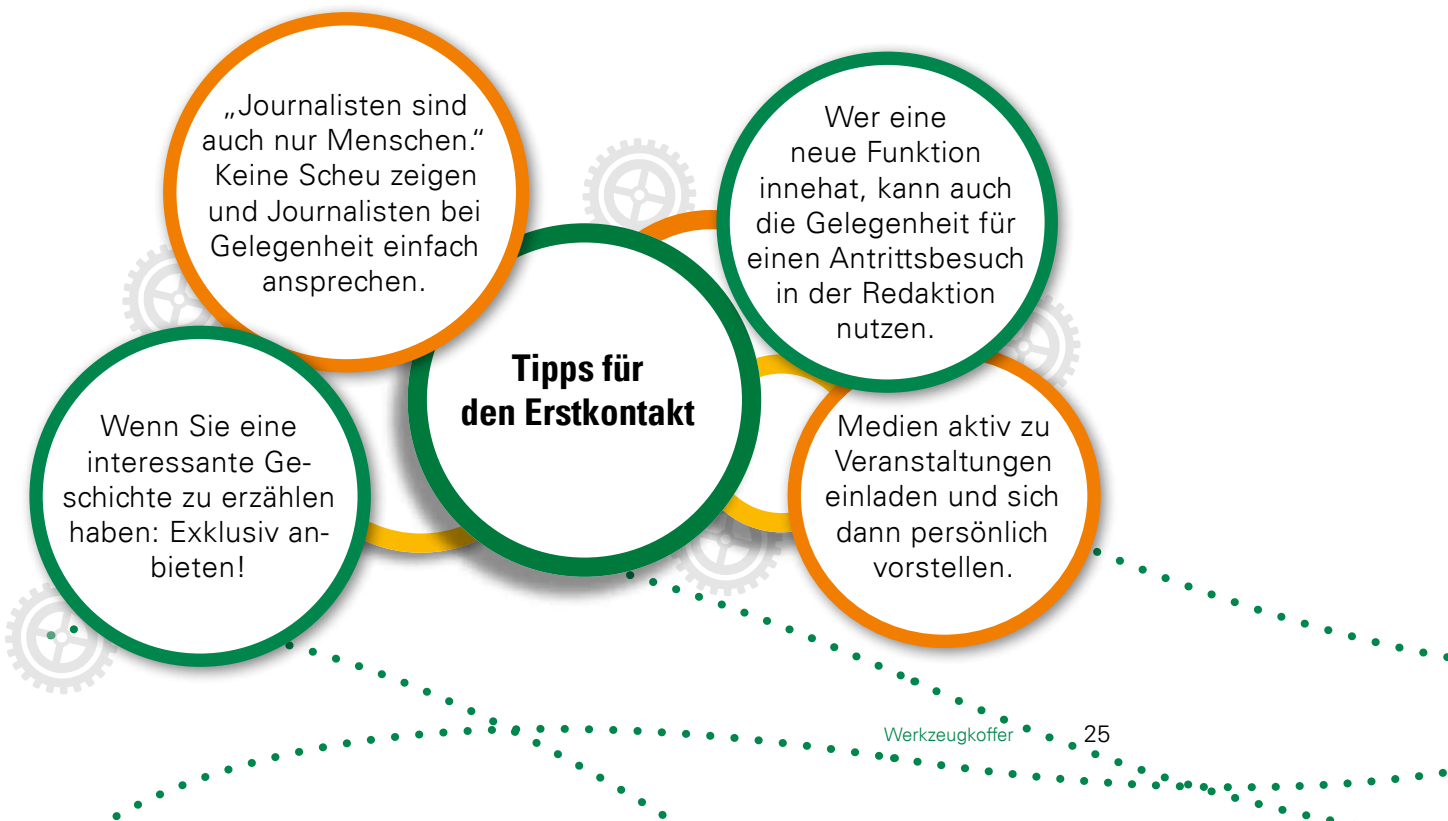 „Journalisten sind
auch nur Menschen.“
Keine Scheu zeigen
und Journalisten bei
Gelegenheit einfach
ansprechen.
Wer eine
neue Funktion
innehat, kann auch
die Gelegenheit für
einen Antrittsbesuch
in der Redaktion
nutzen.
Tipps für
den Erstkontakt
Wenn Sie eine
interessante Ge-
schichte zu erzählen
haben: Exklusiv an-
bieten!
Medien aktiv zu
Veranstaltungen
einladen und sich
dann persönlich
vorstellen.
Werkzeugkoffer 25